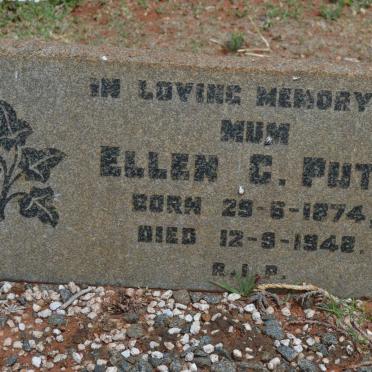 IN LOVING MEMORY
MUM
ELLEN C. PUT
BORN 29-6-1874.
DIED 12-9-1948.
R.I.P.